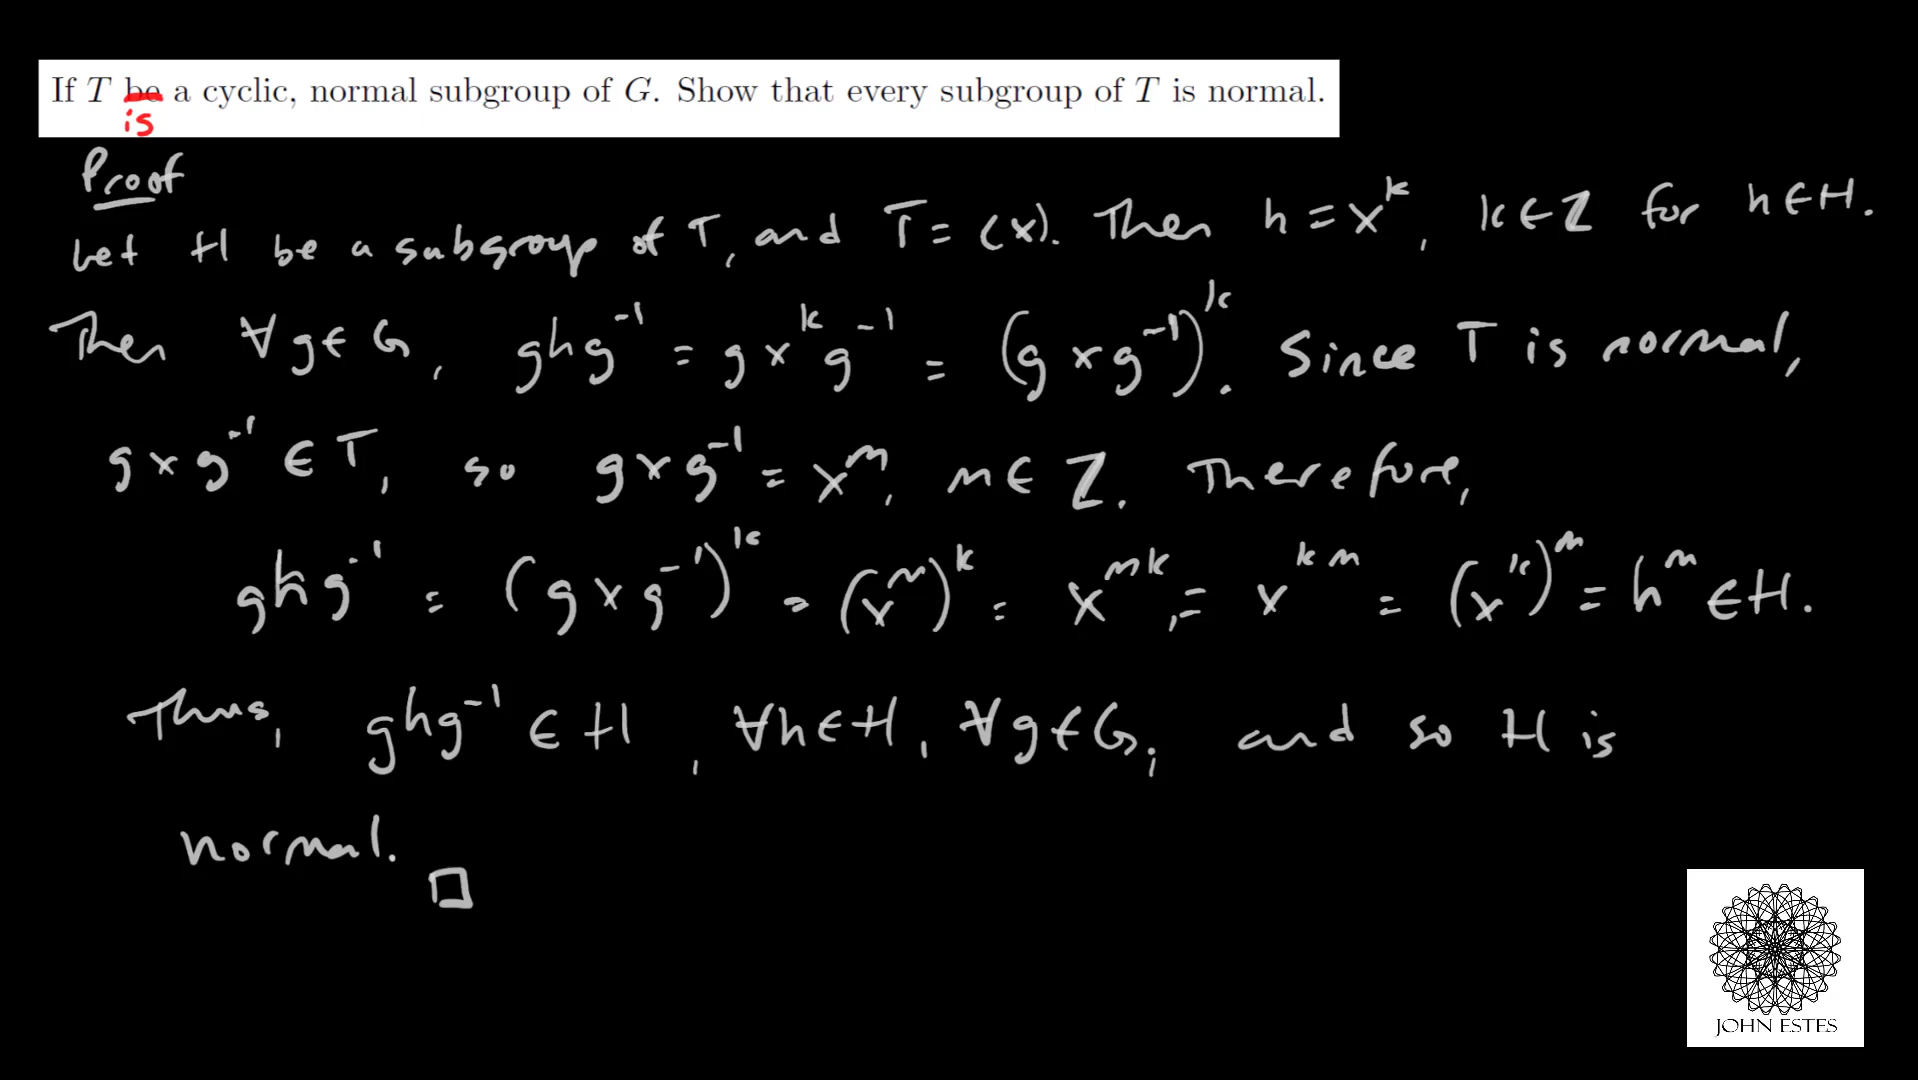 If T be a cyclic, normal subgroup of G. Show that every subgroup of T is normal.
is
Proof
Let H be a subgroup of T, and T = (x). Then h = x^k, k ∈ Z for h ∈ H.
Then ∀g ∈ G, ghg^-1 = gx^kg^-1 = (gxg^-1)^k. Since T is normal,
gxg^-1 ∈ T, so gxg^-1 = x^m, m ∈ Z. Therefore,
ghg^-1 = (gxg^-1)^k = (x^m)^k = x^mk = x^km = (x^k)^m = h^m ∈ H.
Thus, ghg^-1 ∈ H, ∀h ∈ H, ∀g ∈ G, and so H is
normal. □
JOHN ESTES